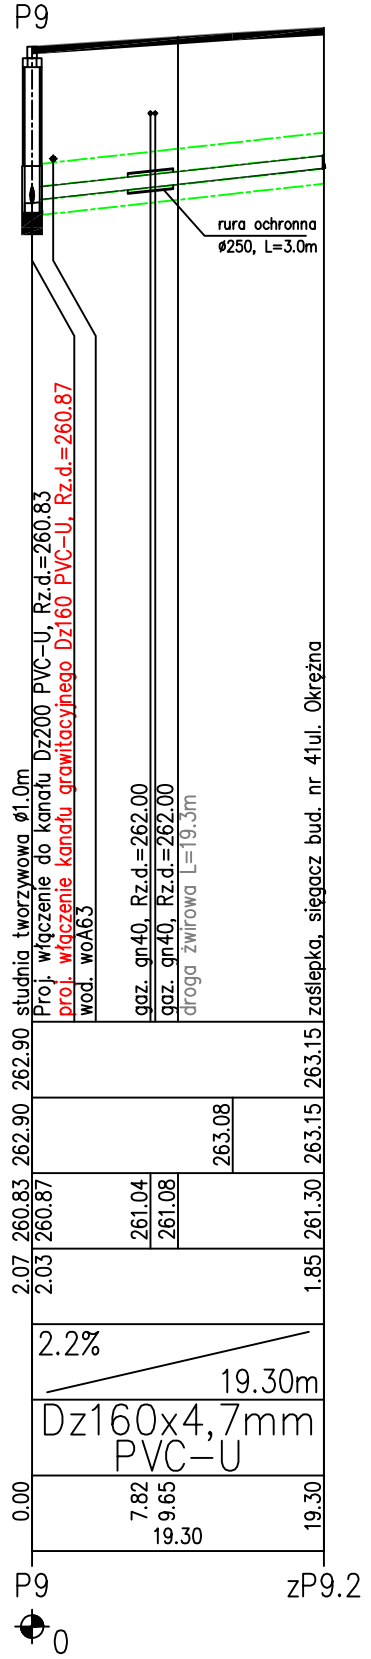 P9
rura ochronna
ø250, L=3.0m
studnia tworzywowa ø1.0m
Proj. włączenie do kanału Dz200 PVC-U, Rz.d.=260.83
proj. włączenie kanału grawitacyjnego Dz160 PVC-U, Rz.d.=260.87
wod. woA63
gaz. gn40, Rz.d.=262.00
gaz. gn40, Rz.d.=262.00
droga żwirowa L=19.3m
zaślepka, sięgacz bud. nr 41ul. Okrężna
262.90
263.15
262.90
263.08
263.15
260.83
260.87
261.04
261.08
261.30
2.07
2.03
1.85
2.2%
19.30m
Dz160x4,7mm
PVC-U
0.00
7.82
9.65
19.30
19.30
P9
zP9.2
0